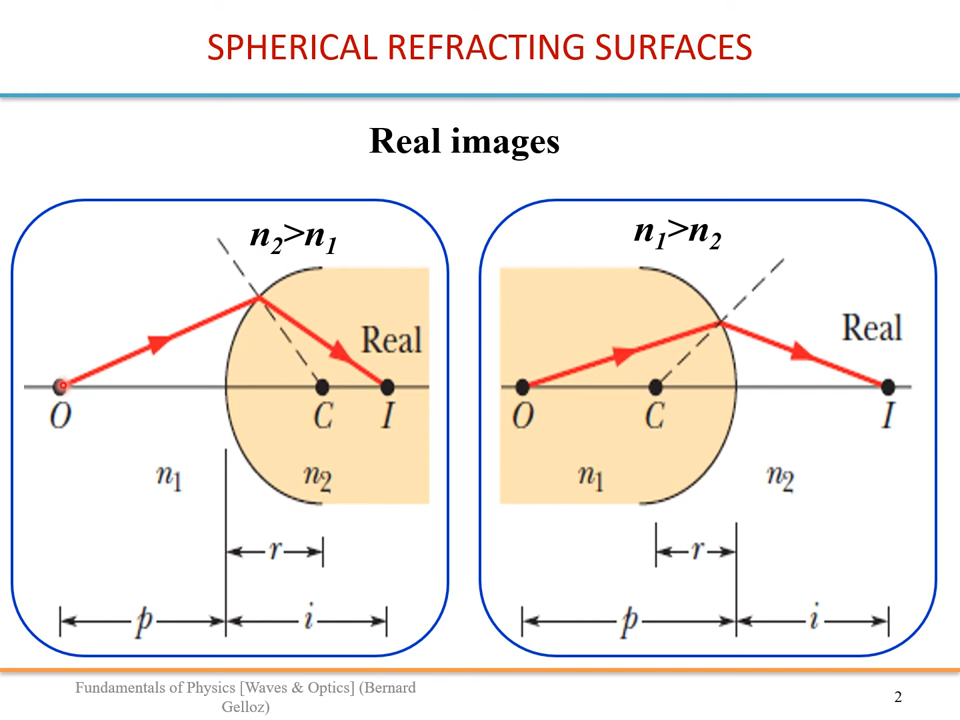 SPHERICAL REFRACTING SURFACES
Real images
n₂>n₁
Real
O
C
I
n₁
n₂
r
p
i
n₁>n₂
Real
O
C
I
n₁
n₂
r
p
i
Fundamentals of Physics [Waves & Optics] (Bernard
Gelloz)
2